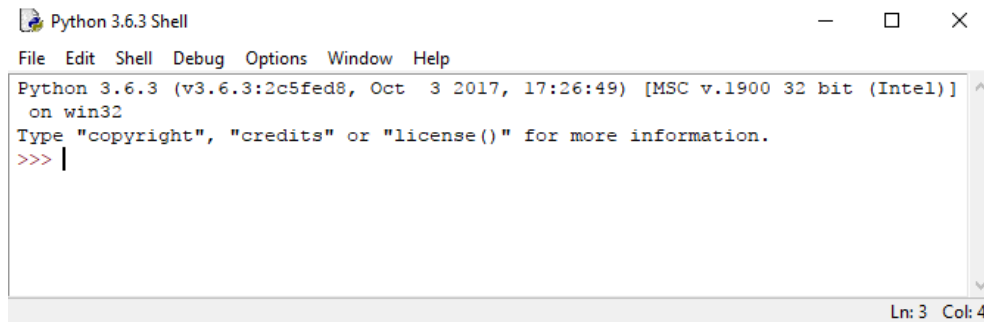 Python 3.6.3 Shell
File Edit Shell Debug Options Window Help
Python 3.6.3 (v3.6.3:2c5fed8, Oct  3 2017, 17:26:49) [MSC v.1900 32 bit (Intel)]
 on win32
Type "copyright", "credits" or "license()" for more information.
>>>
Ln: 3 Col: 4